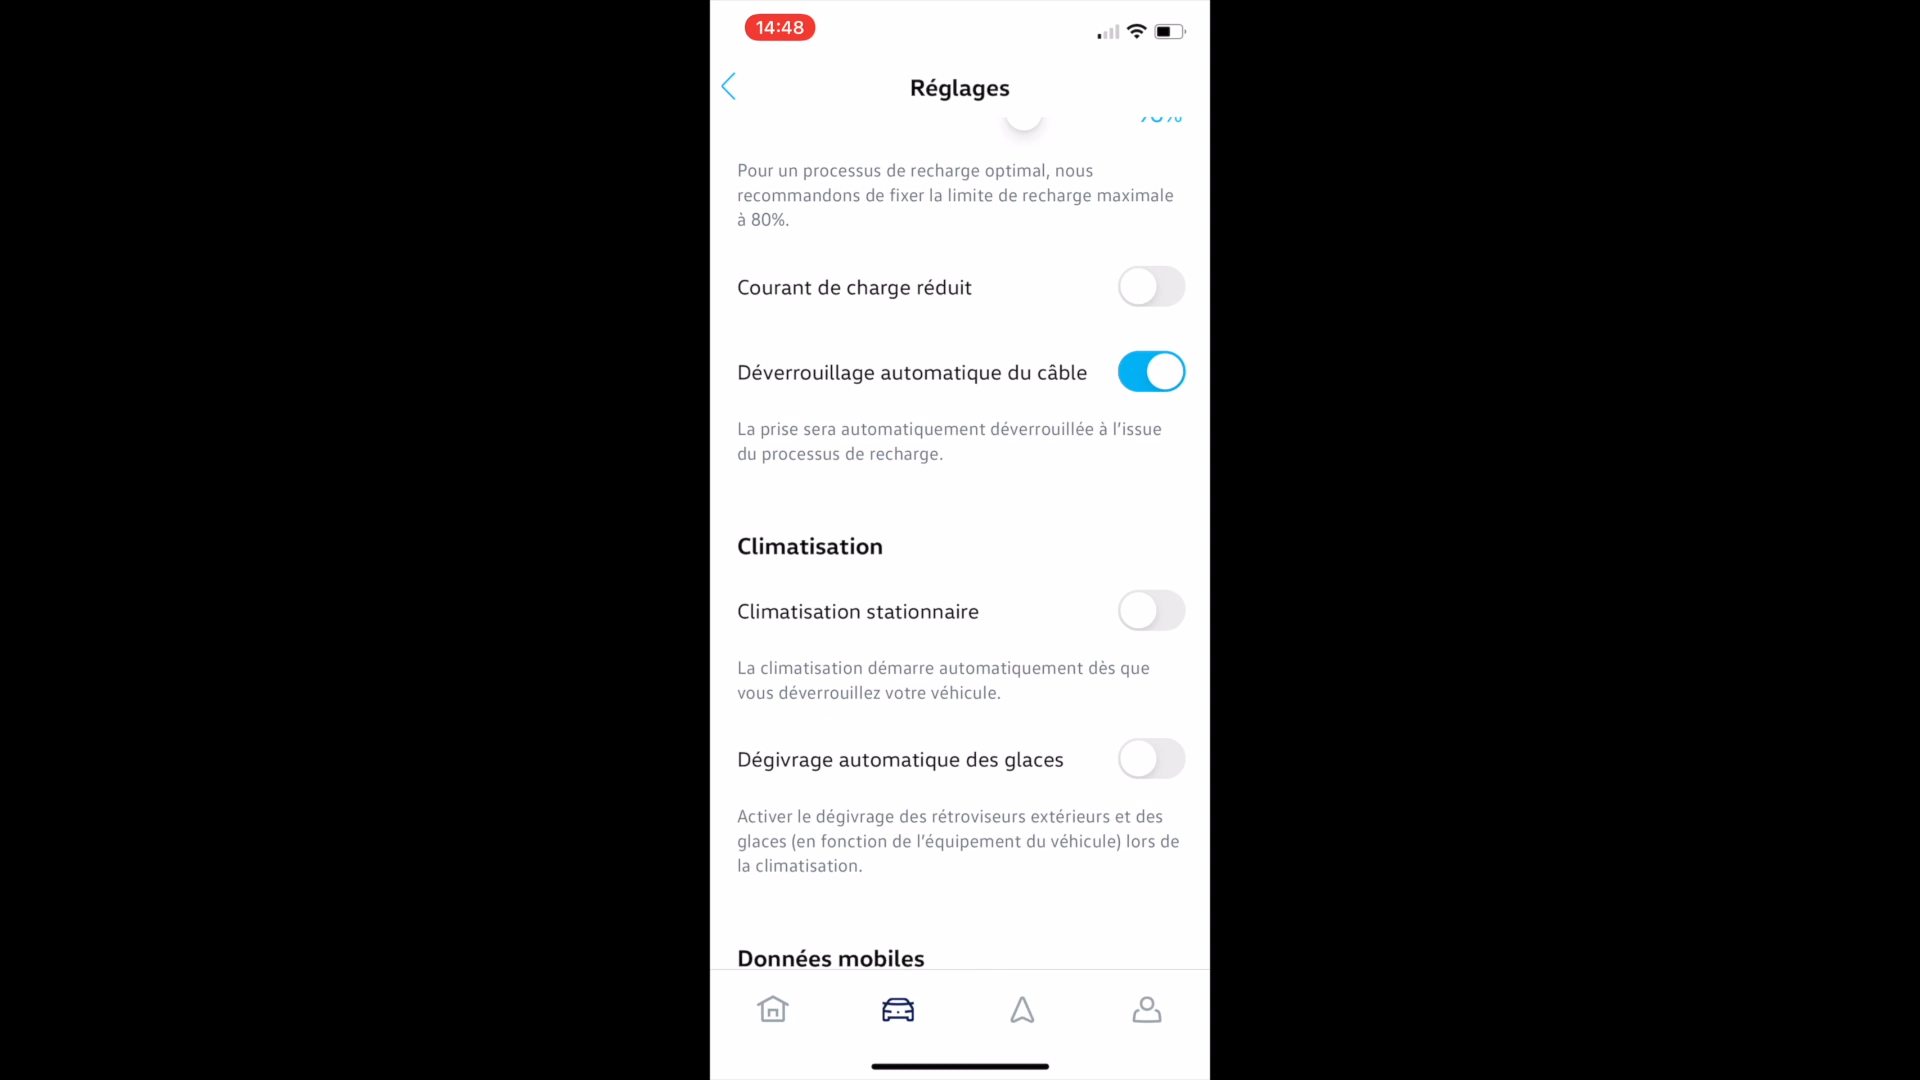 14:48
Réglages
Pour un processus de recharge optimal, nous
recommandons de fixer la limite de recharge maximale
à 80%.
Courant de charge réduit
Déverrouillage automatique du câble
La prise sera automatiquement déverrouillée à l'issue
du processus de recharge.
Climatisation
Climatisation stationnaire
La climatisation démarre automatiquement dès que
vous déverrouillez votre véhicule.
Dégivrage automatique des glaces
Activer le dégivrage des rétroviseurs extérieurs et des
glaces (en fonction de l'équipement du véhicule) lors de
la climatisation.
Données mobiles